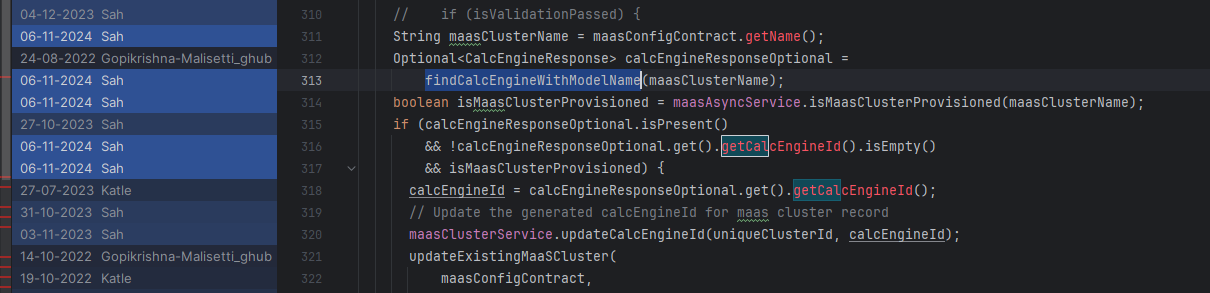 04-12-2023 Sah 310 // if (isValidationPassed) {
06-11-2024 Sah 311 String maasClusterName = maasConfigContract.getName();
24-08-2022 Gopikrishna-Malisetti_ghub 312 Optional<CalcEngineResponse> calcEngineResponseOptional =
06-11-2024 Sah 313 findCalcEngineWithModelName(maasClusterName);
06-11-2024 Sah 314 boolean isMaasClusterProvisioned = maasAsyncService.isMaasClusterProvisioned(maasClusterName);
27-10-2023 Sah 315 if (calcEngineResponseOptional.isPresent()
06-11-2024 Sah 316 && !calcEngineResponseOptional.get().getCalcEngineId().isEmpty()
06-11-2024 Sah 317 && isMaasClusterProvisioned) {
27-07-2023 Katle 318 calcEngineId = calcEngineResponseOptional.get().getCalcEngineId();
31-10-2023 Sah 319 // Update the generated calcEngineId for maas cluster record
03-11-2023 Sah 320 maasClusterService.updateCalcEngineId(uniqueClusterId, calcEngineId);
14-10-2022 Gopikrishna-Malisetti_ghub 321 updateExistingMaaSCluster(
19-10-2022 Katle 322 maasConfigContract,